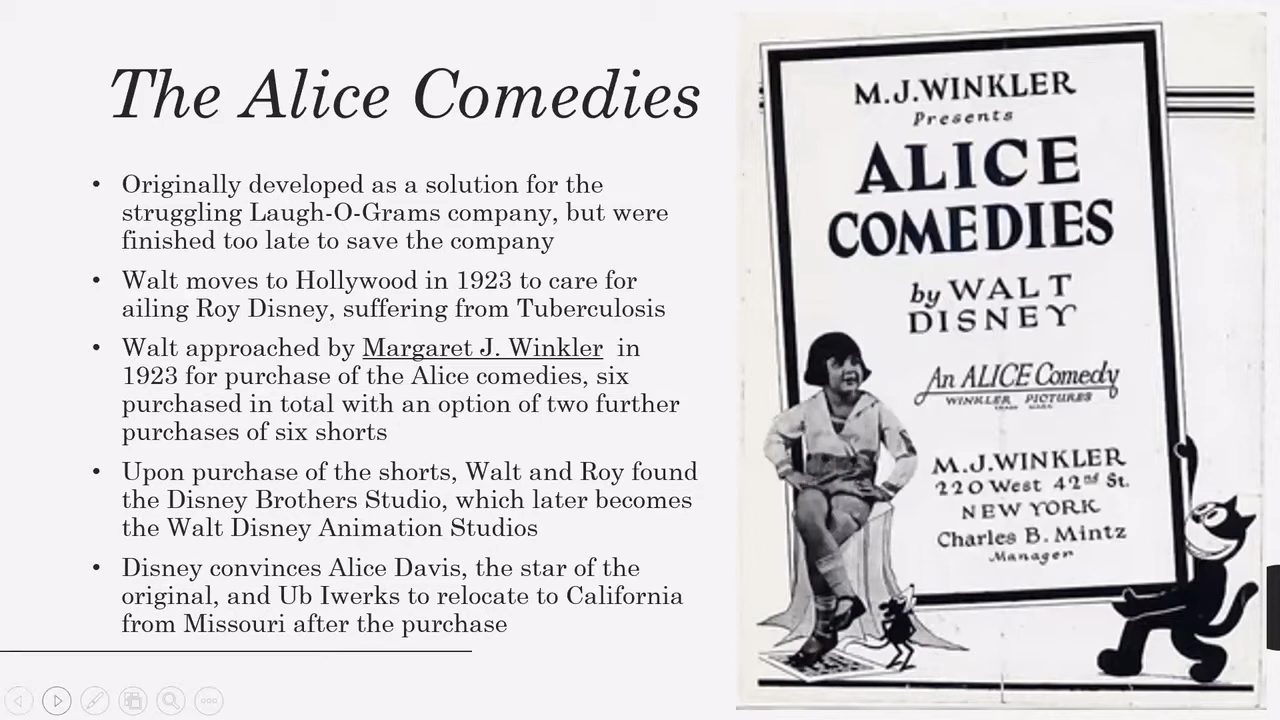 The Alice Comedies
• Originally developed as a solution for the
struggling Laugh-O-Grams company, but were
finished too late to save the company
• Walt moves to Hollywood in 1923 to care for
ailing Roy Disney, suffering from Tuberculosis
• Walt approached by Margaret J. Winkler in
1923 for purchase of the Alice comedies, six
purchased in total with an option of two further
purchases of six shorts
• Upon purchase of the shorts, Walt and Roy found
the Disney Brothers Studio, which later becomes
the Walt Disney Animation Studios
• Disney convinces Alice Davis, the star of the
original, and Ub Iwerks to relocate to California
from Missouri after the purchase
M.J.WINKLER
Presents
ALICE
COMEDIES
by WALT
DISNEY
An ALICE Comedy
WINKLER PICTURES
TRADE MARK
M.J.WINKLER
220 West 42nd St.
NEW YORK
Charles B. Mintz
Manager